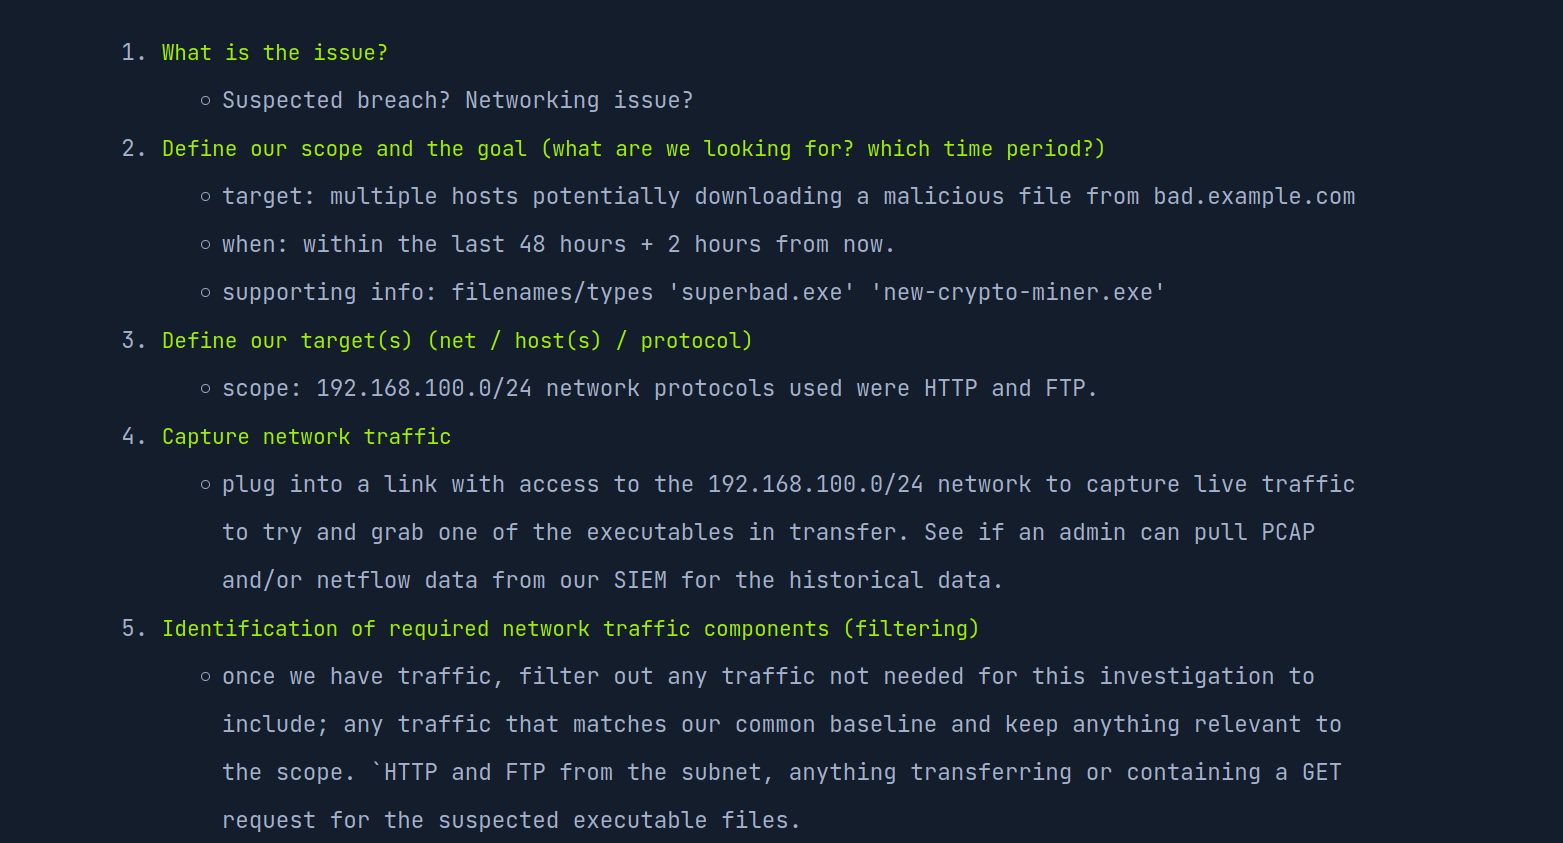 1. What is the issue?
○ Suspected breach? Networking issue?
2. Define our scope and the goal (what are we looking for? which time period?)
○ target: multiple hosts potentially downloading a malicious file from bad.example.com
○ when: within the last 48 hours + 2 hours from now.
○ supporting info: filenames/types 'superbad.exe' 'new-crypto-miner.exe'
3. Define our target(s) (net / host(s) / protocol)
○ scope: 192.168.100.0/24 network protocols used were HTTP and FTP.
4. Capture network traffic
○ plug into a link with access to the 192.168.100.0/24 network to capture live traffic
to try and grab one of the executables in transfer. See if an admin can pull PCAP
and/or netflow data from our SIEM for the historical data.
5. Identification of required network traffic components (filtering)
○ once we have traffic, filter out any traffic not needed for this investigation to
include; any traffic that matches our common baseline and keep anything relevant to
the scope. `HTTP and FTP from the subnet, anything transferring or containing a GET
request for the suspected executable files.